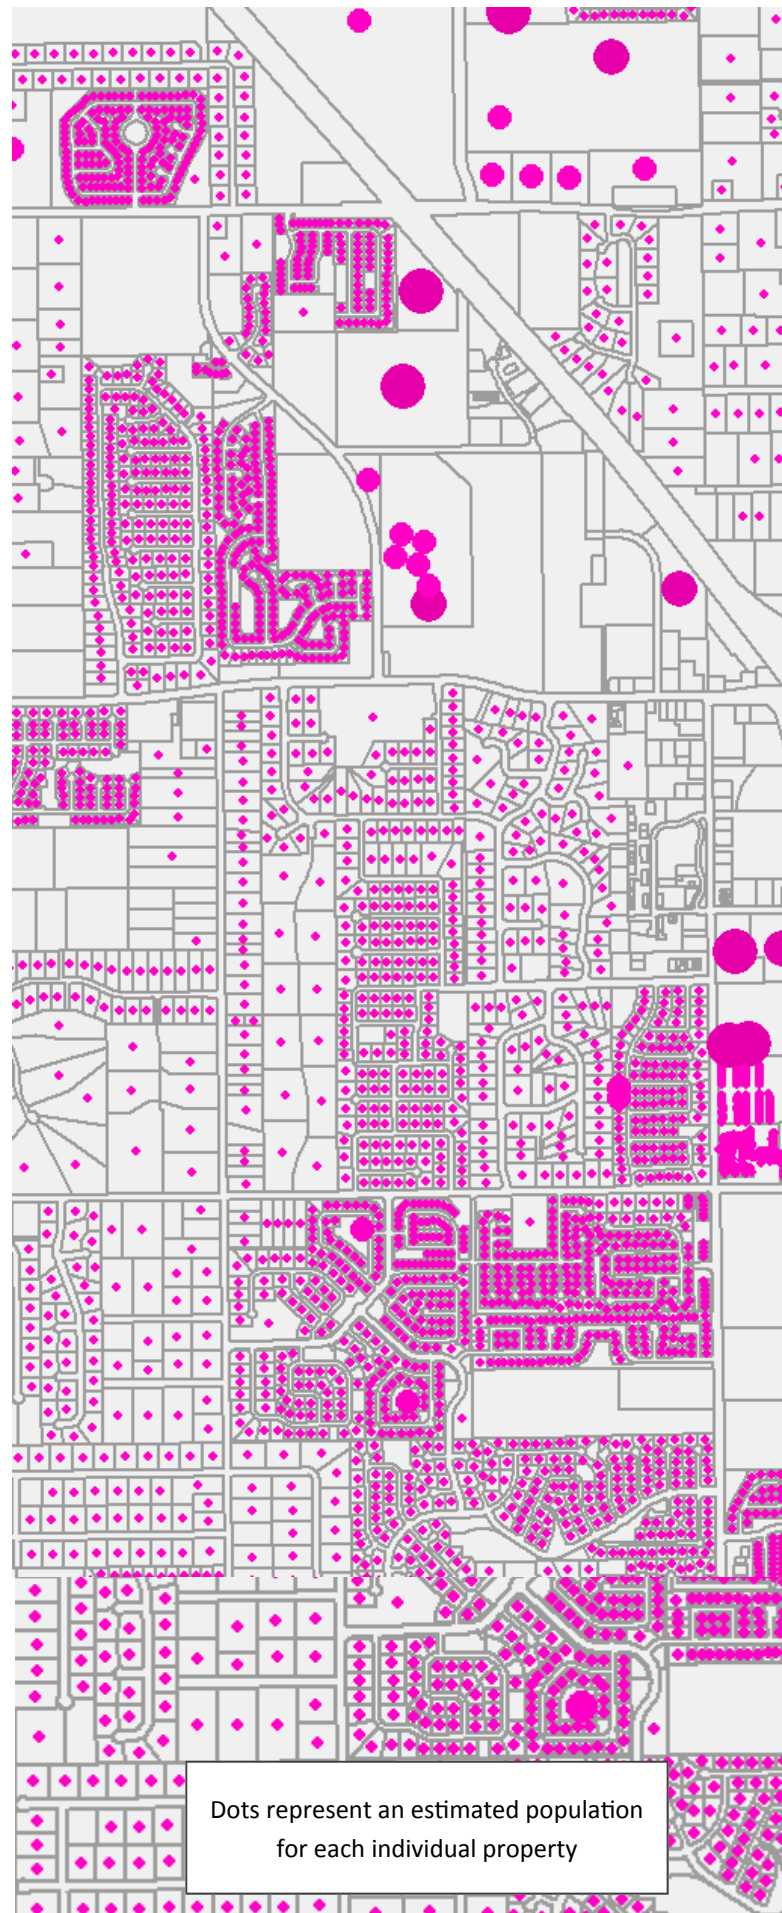 Dots represent an estimated population
for each individual property